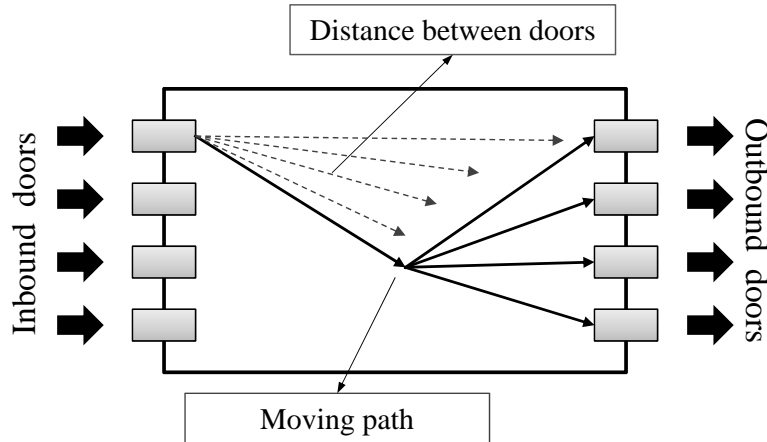 Distance between doors
Inbound doors
Outbound doors
Moving path